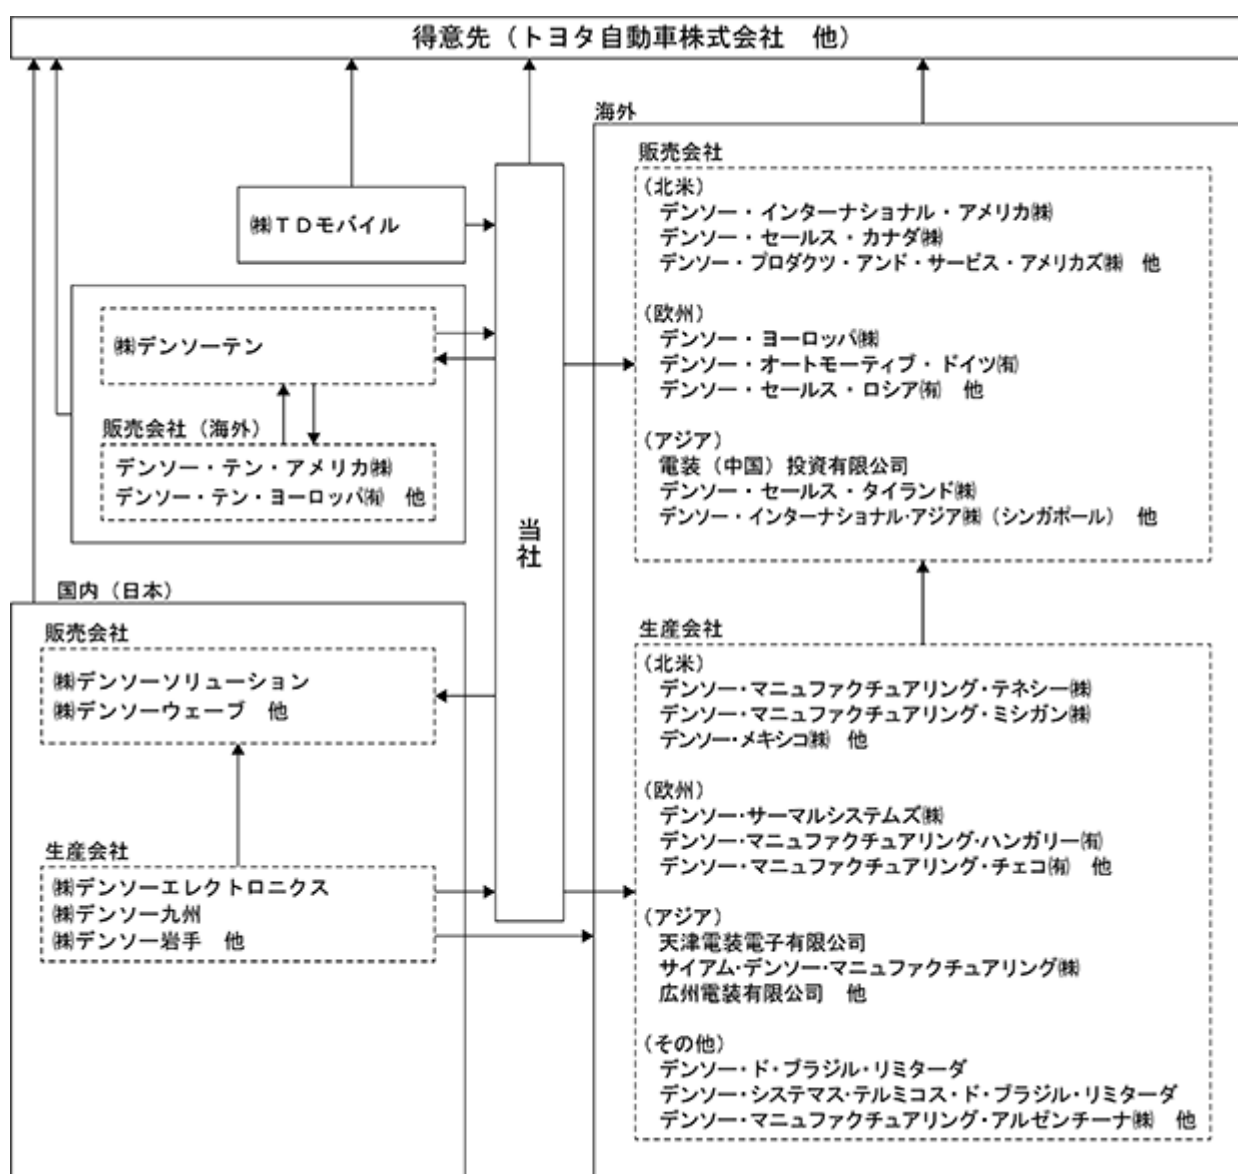 得意先（トヨタ自動車株式会社　他）
㈱ＴＤモバイル
㈱デンソーテン
販売会社（海外）
デンソー・テン・アメリカ㈱
デンソー・テン・ヨーロッパ㈲　他
国内（日本）
販売会社
㈱デンソーソリューション
㈱デンソーウェーブ　他
生産会社
㈱デンソーエレクトロニクス
㈱デンソー九州
㈱デンソー岩手　他
当社
海外
販売会社
（北米）
デンソー・インターナショナル・アメリカ㈱
デンソー・セールス・カナダ㈱
デンソー・プロダクツ・アンド・サービス・アメリカズ㈱　他
（欧州）
デンソー・ヨーロッパ㈱
デンソー・オートモーティブ・ドイツ㈲
デンソー・セールス・ロシア㈲　他
（アジア）
電装（中国）投資有限公司
デンソー・セールス・タイランド㈱
デンソー・インターナショナル・アジア㈱（シンガポール）　他
生産会社
（北米）
デンソー・マニュファクチュアリング・テネシー㈱
デンソー・マニュファクチュアリング・ミシガン㈱
デンソー・メキシコ㈱　他
（欧州）
デンソー・サーマルシステムズ㈱
デンソー・マニュファクチュアリング・ハンガリー㈲
デンソー・マニュファクチュアリング・チェコ㈲　他
（アジア）
天津電装電子有限公司
サイアム・デンソー・マニュファクチュアリング㈱
広州電装有限公司　他
（その他）
デンソー・ド・ブラジル・リミターダ
デンソー・システマス・テルミコス・ド・ブラジル・リミターダ
デンソー・マニュファクチュアリング・アルゼンチーナ㈱　他